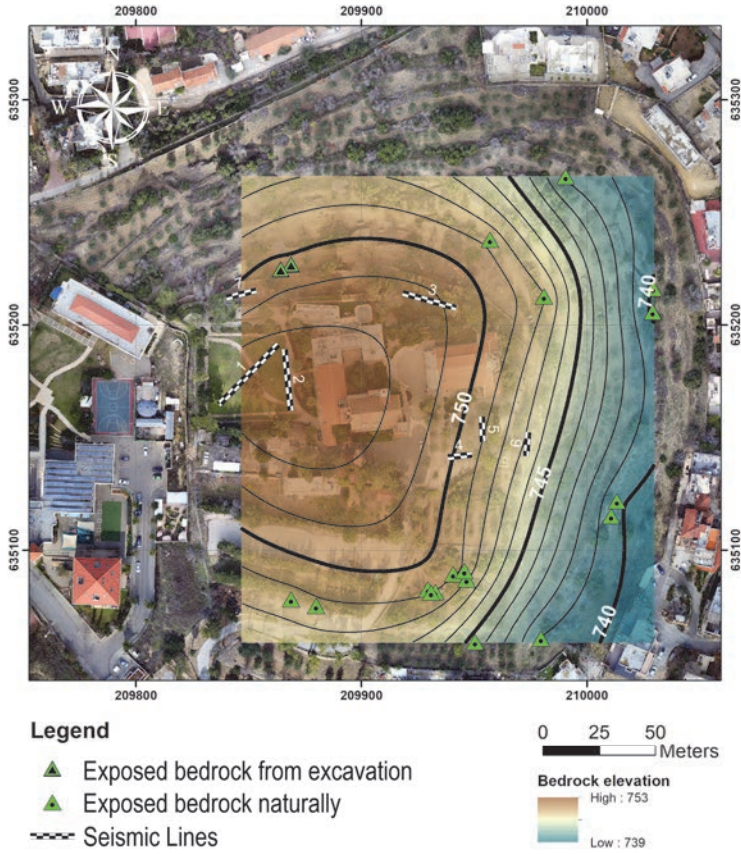 209800 209900 210000
635300 635300
N
W E
S
3
740
635200 635200
1 2
750
5
4 6
745
635100 635100
740
209800 209900 210000
Legend
Exposed bedrock from excavation
Exposed bedrock naturally
Seismic Lines
0 25 50
Meters
Bedrock elevation
High : 753
Low : 739